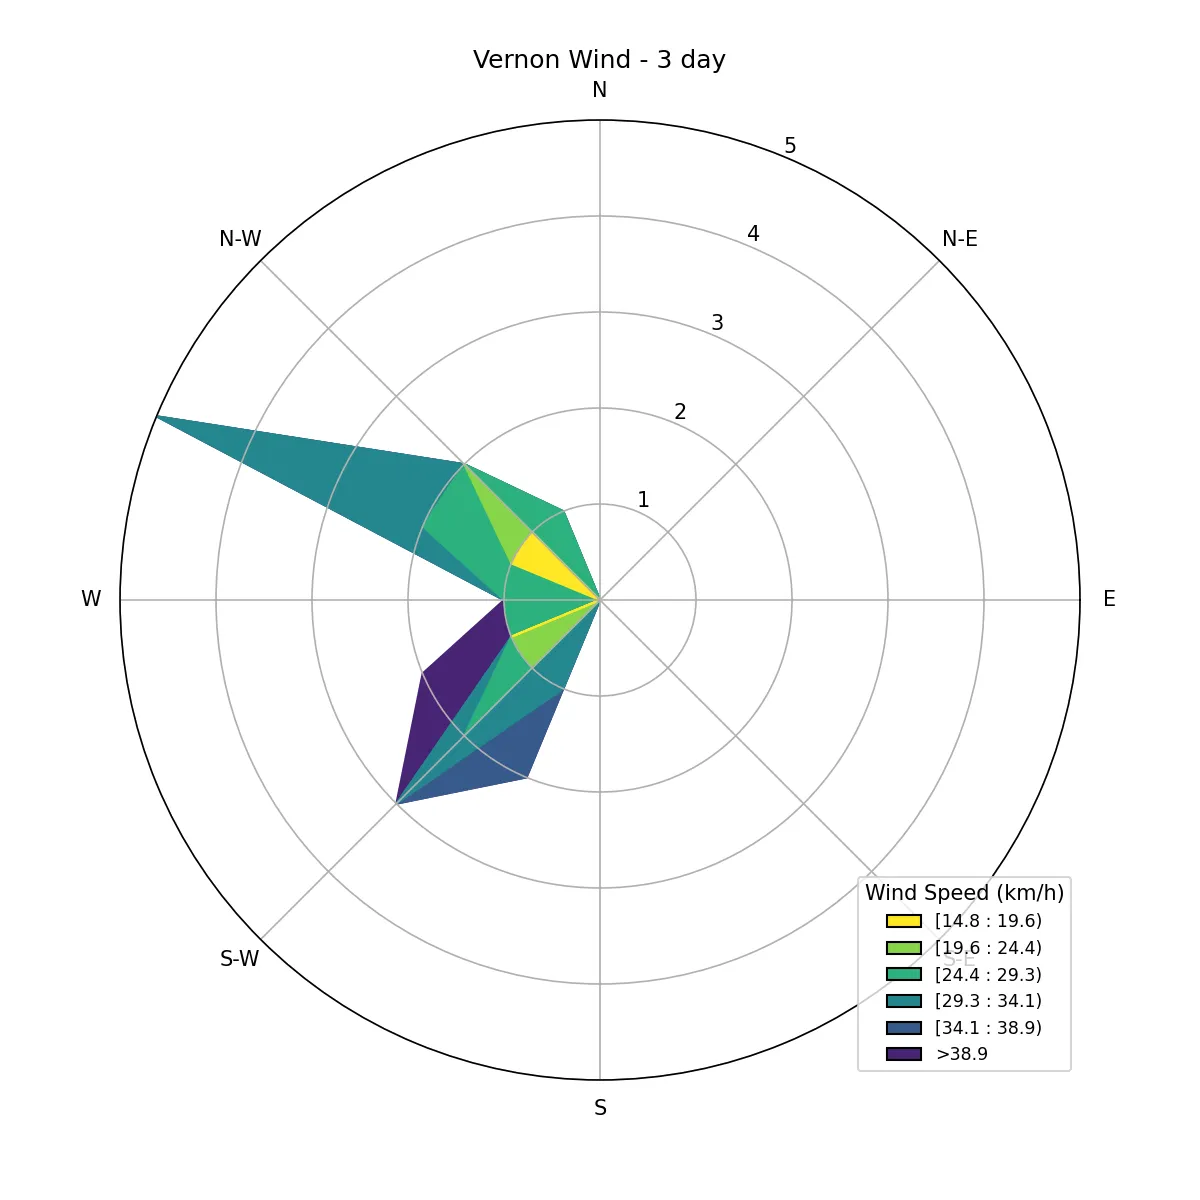 Vernon Wind - 3 day
N
5
N-W
N-E
4
3
2
1
W
E
S-W
S-E
Wind Speed (km/h)
[14.8 : 19.6)
[19.6 : 24.4)
[24.4 : 29.3)
[29.3 : 34.1)
[34.1 : 38.9)
>38.9
S